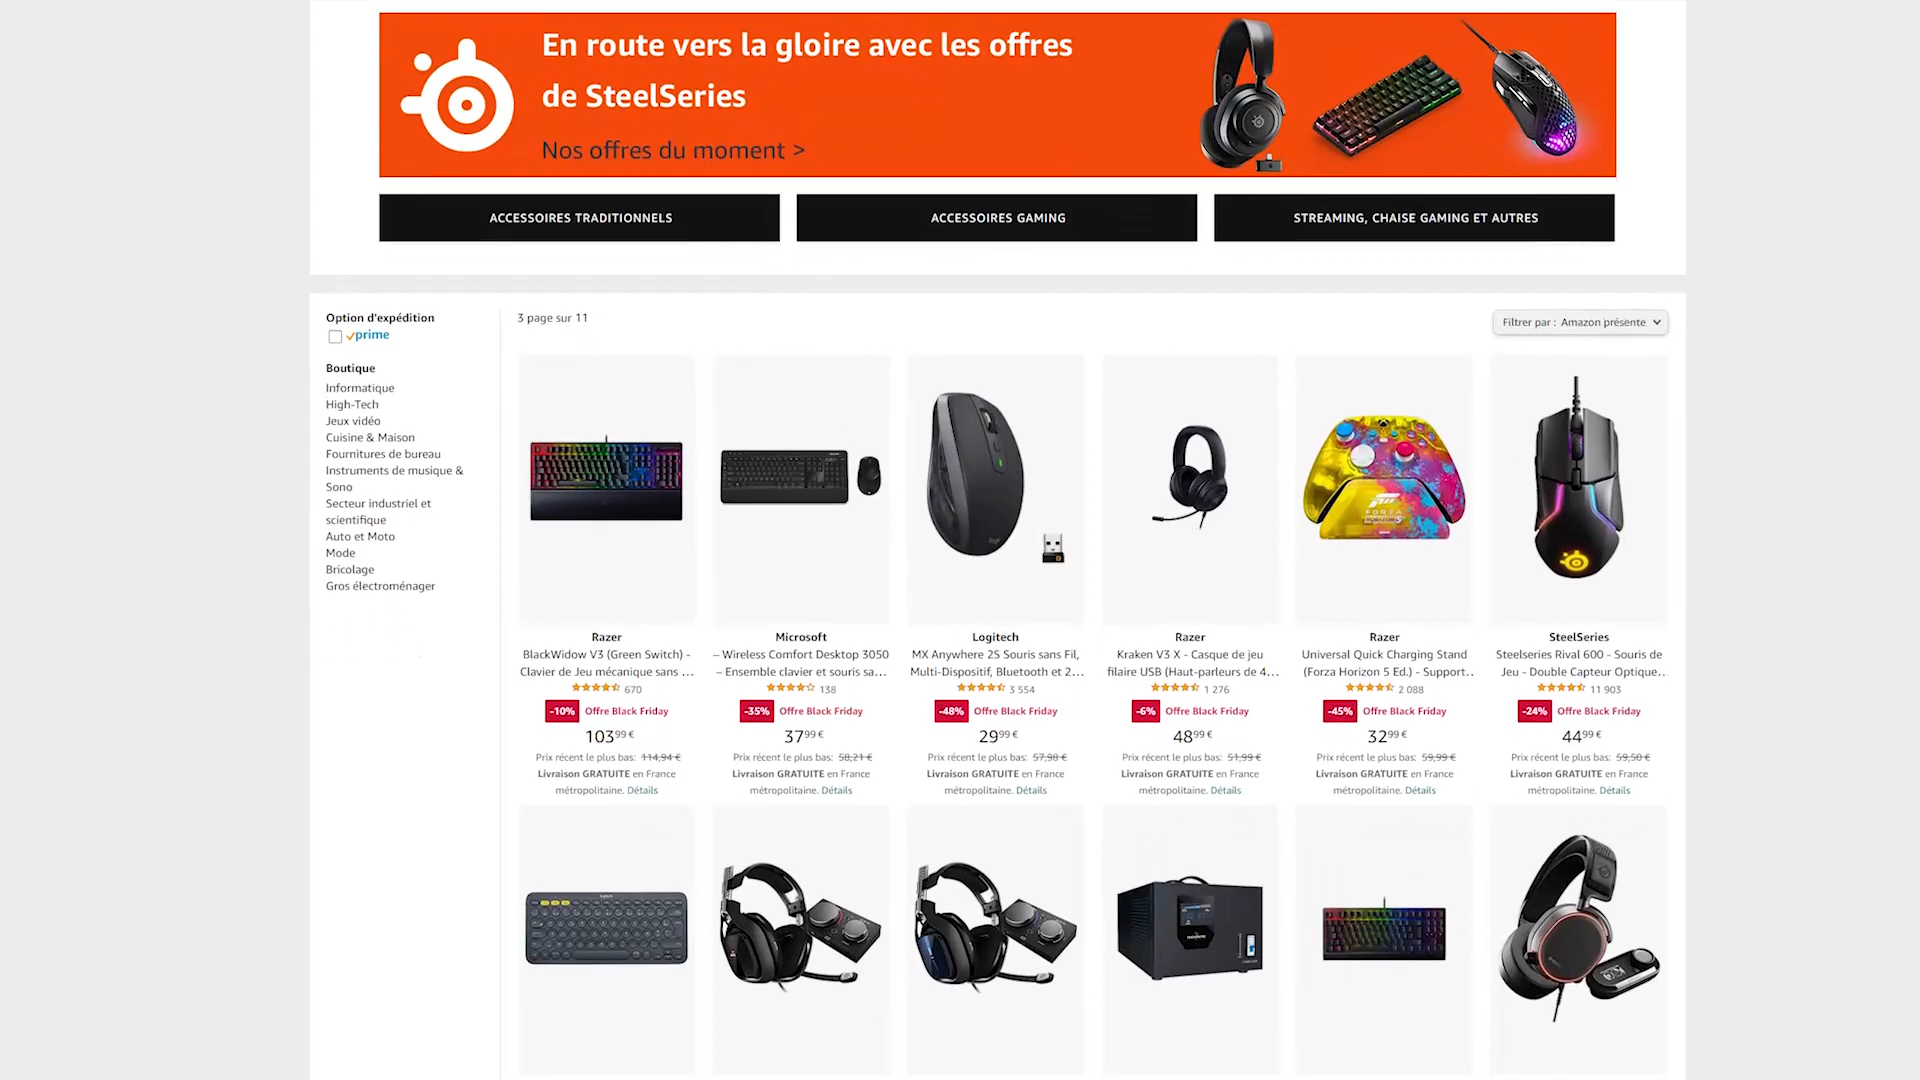 En route vers la gloire avec les offres
de SteelSeries
Nos offres du moment >
ACCESSOIRES TRADITIONNELS
ACCESSOIRES GAMING
STREAMING, CHAISE GAMING ET AUTRES
Option d'expédition
prime
Boutique
Informatique
High-Tech
Jeux vidéo
Cuisine & Maison
Fournitures de bureau
Instruments de musique &
Sono
Secteur industriel et
scientifique
Auto et Moto
Mode
Bricolage
Gros électroménager
3 page sur 11
Filtrer par : Amazon présente
Razer
BlackWidow V3 (Green Switch) -
Clavier de Jeu mécanique sans ...
670
-10% Offre Black Friday
103,99 €
Prix récent le plus bas: 114,94 €
Livraison GRATUITE en France
métropolitaine. Détails
Microsoft
– Wireless Comfort Desktop 3050
– Ensemble clavier et souris sa...
138
-35% Offre Black Friday
37,99 €
Prix récent le plus bas: 58,21 €
Livraison GRATUITE en France
métropolitaine. Détails
Logitech
MX Anywhere 2S Souris sans Fil,
Multi-Dispositif, Bluetooth et 2...
3 554
-48% Offre Black Friday
29,99 €
Prix récent le plus bas: 57,98 €
Livraison GRATUITE en France
métropolitaine. Détails
Razer
Kraken V3 X - Casque de jeu
filaire USB (Haut-parleurs de 4...
1 276
-6% Offre Black Friday
48,99 €
Prix récent le plus bas: 51,99 €
Livraison GRATUITE en France
métropolitaine. Détails
Razer
Universal Quick Charging Stand
(Forza Horizon 5 Ed.) - Support...
2 088
-45% Offre Black Friday
32,99 €
Prix récent le plus bas: 59,99 €
Livraison GRATUITE en France
métropolitaine. Détails
SteelSeries
Steelseries Rival 600 - Souris de
Jeu - Double Capteur Optique...
11 903
-24% Offre Black Friday
44,99 €
Prix récent le plus bas: 59,50 €
Livraison GRATUITE en France
métropolitaine. Détails